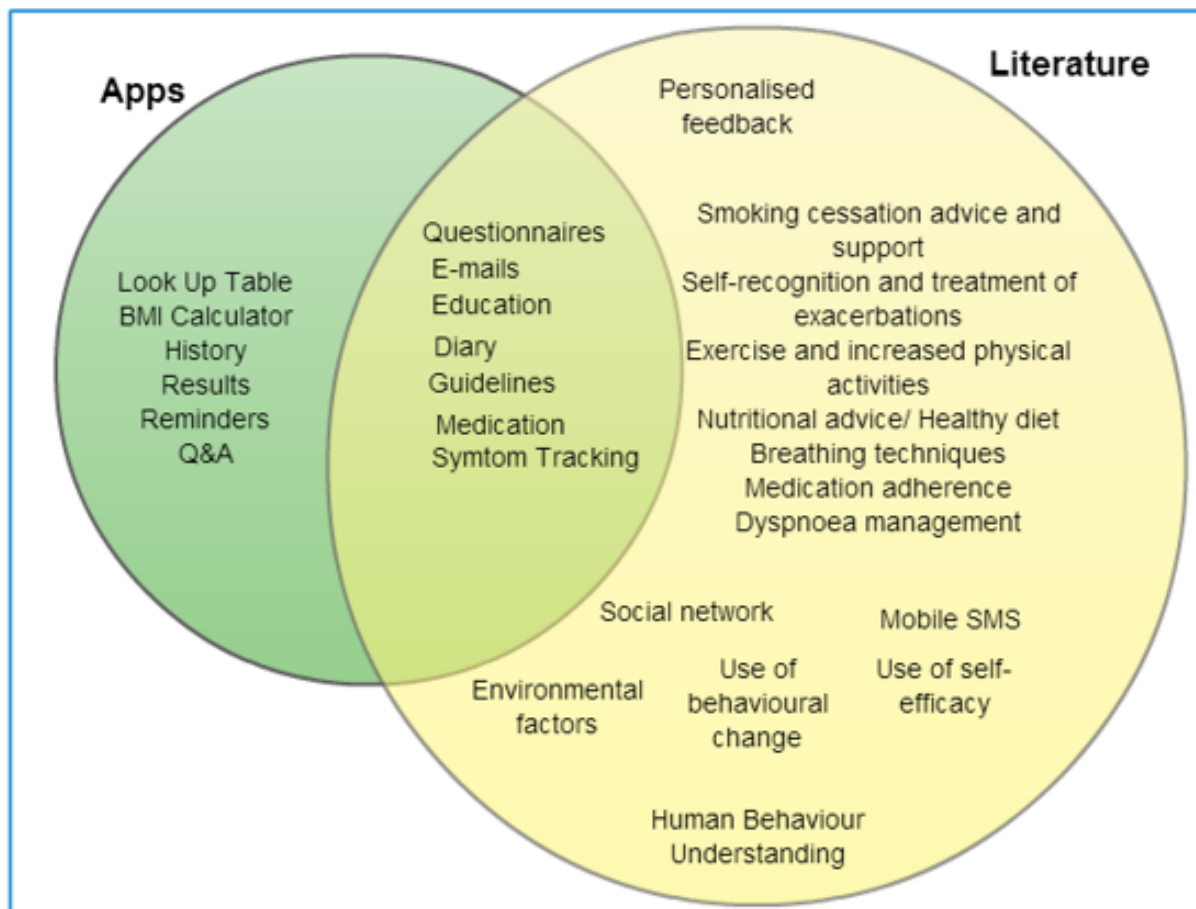 Apps
Literature
Look Up Table
BMI Calculator
History
Results
Reminders
Q&A
Questionnaires
E-mails
Education
Diary
Guidelines
Medication
Symtom Tracking
Personalised
feedback
Smoking cessation advice and
support
Self-recognition and treatment of
exacerbations
Exercise and increased physical
activities
Nutritional advice/ Healthy diet
Breathing techniques
Medication adherence
Dyspnoea management
Social network
Mobile SMS
Environmental
factors
Use of
behavioural
change
Use of self-
efficacy
Human Behaviour
Understanding